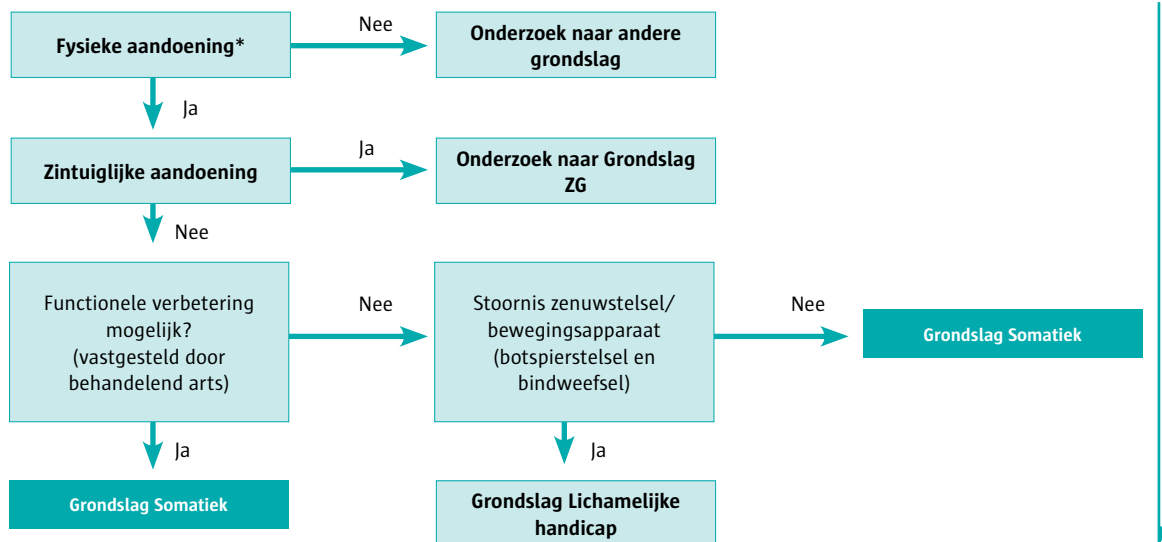 Fysieke aandoening*
Nee
Onderzoek naar andere
grondslag
Ja
Zintuiglijke aandoening
Ja
Onderzoek naar Grondslag
ZG
Nee
Functionele verbetering
mogelijk?
(vastgesteld door
behandelend arts)
Nee
Stoornis zenuwstelsel/
bewegingsapparaat
(botspierstelsel en
bindweefsel)
Nee
Grondslag Somatiek
Ja
Grondslag Somatiek
Ja
Grondslag Lichamelijke
handicap